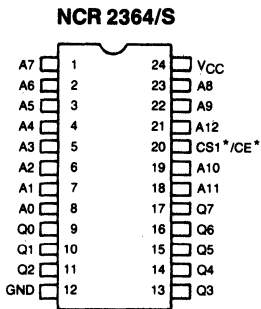 NCR 2364/S
A7 1 24 VCC
A6 2 23 A8
A5 3 22 A9
A4 4 21 A12
A3 5 20 CS1*/CE*
A2 6 19 A10
A1 7 18 A11
A0 8 17 Q7
Q0 9 16 Q6
Q1 10 15 Q5
Q2 11 14 Q4
GND 12 13 Q3